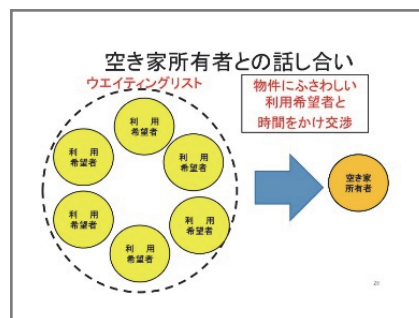 空き家所有者との話し合い
ウエイティングリスト
物件にふさわしい
利用希望者と
時間をかけ交渉
利 用
希望者
利 用
希望者
利 用
希望者
利 用
希望者
利 用
希望者
利 用
希望者
空き家
所有者